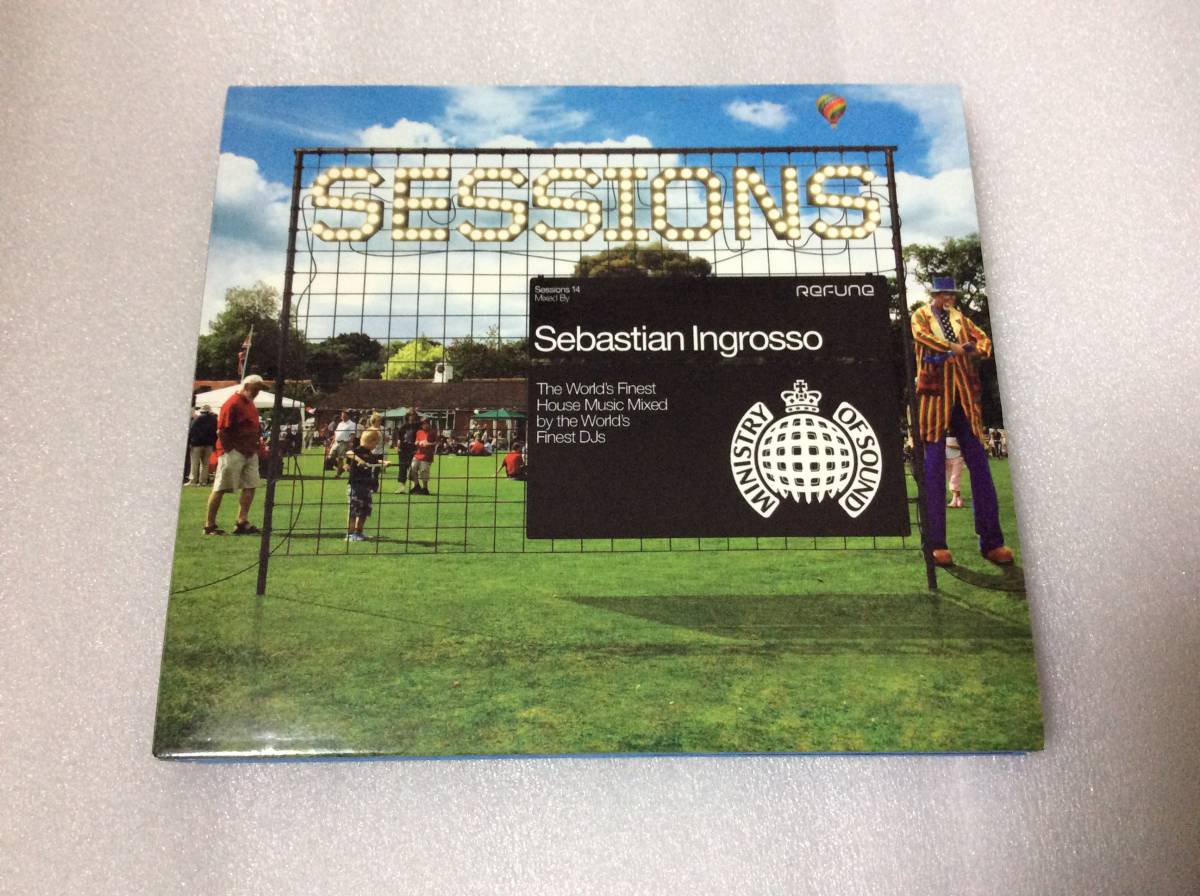 SESSIONS
Sessions 14
Mixed By
REFUNE
Sebastian Ingrosso
The World's Finest
House Music Mixed
by the World's
Finest DJs
MINISTRY OF SOUND